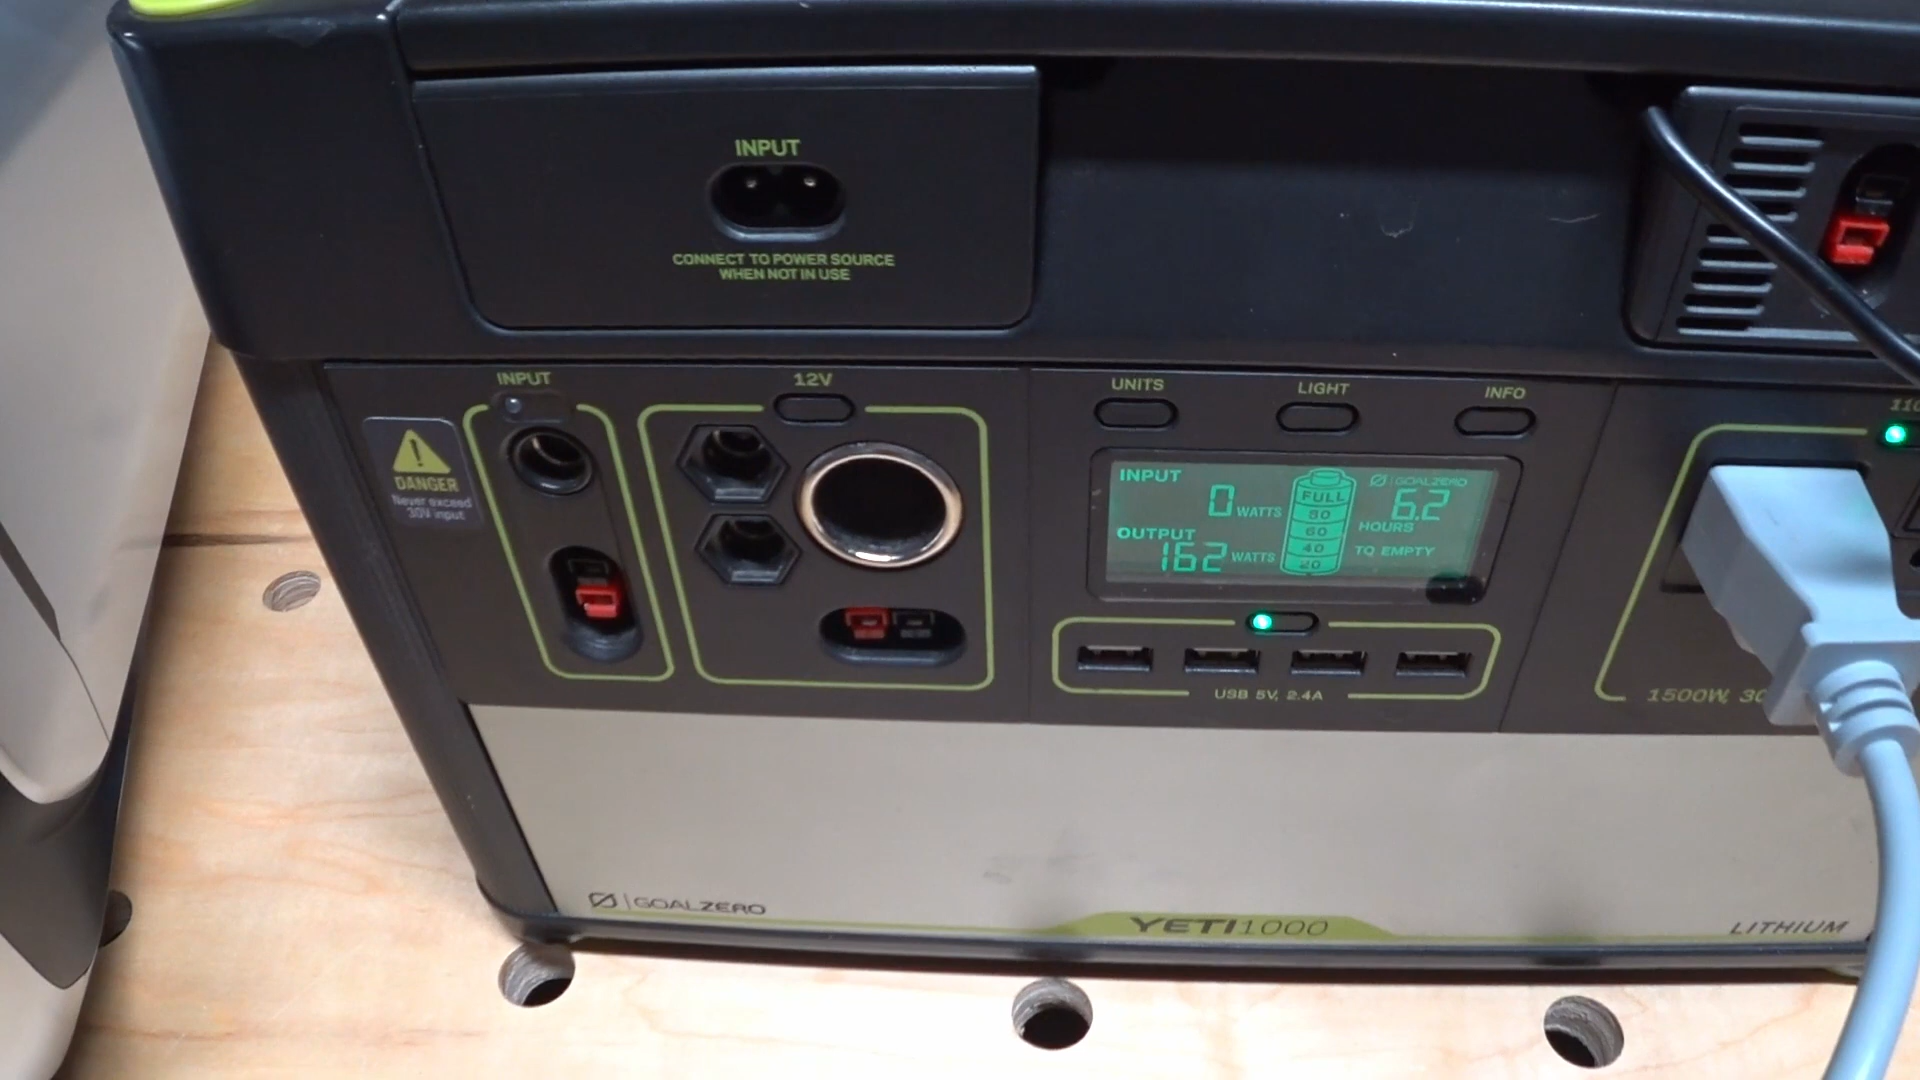 INPUT
CONNECT TO POWER SOURCE
WHEN NOT IN USE
INPUT
12V
UNITS
LIGHT
INFO
DANGER
Never exceed
30V input
INPUT
0 WATTS
OUTPUT
162 WATTS
FULL
80
60
40
20
GOALZERO
6.2
HOURS
TO EMPTY
USB 5V, 2.4A
1500W,
GOALZERO
YETI1000
LITHIUM